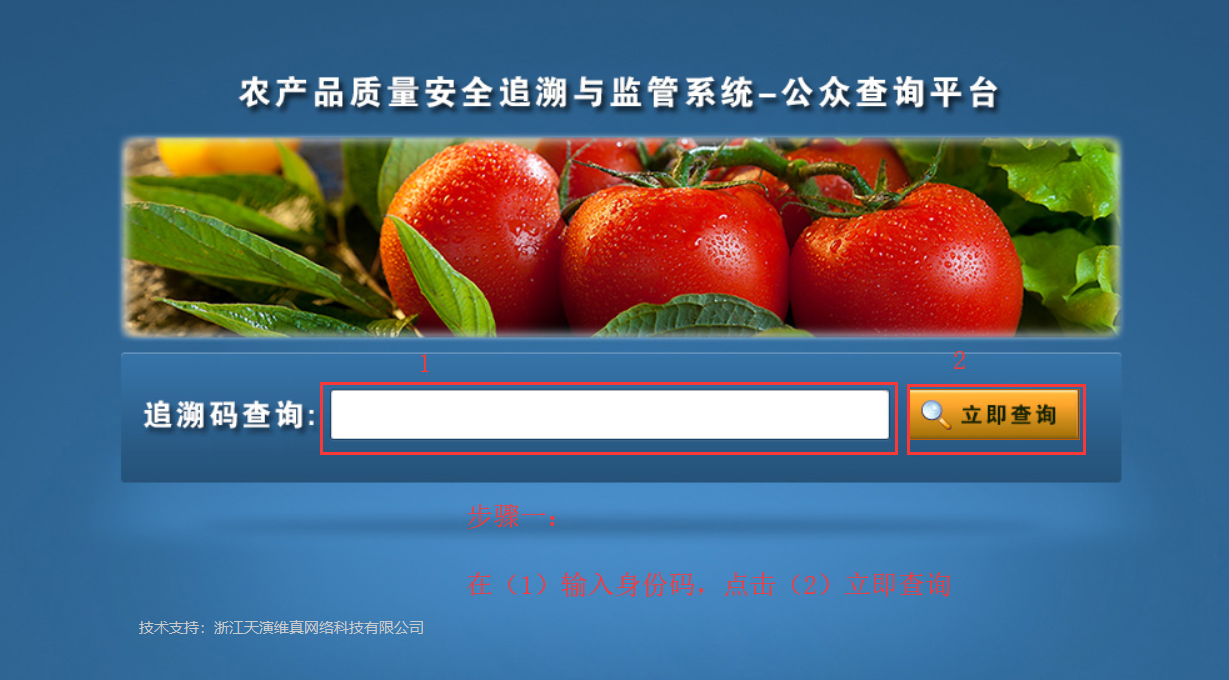 农产品质量安全追溯与监管系统-公众查询平台
1
2
追溯码查询:
立即查询
步骤一：
在（1）输入身份码，点击（2）立即查询
技术支持：浙江天演维真网络科技有限公司